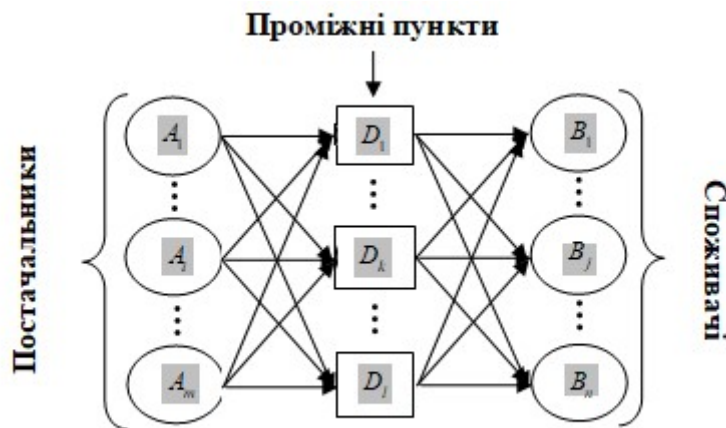 Проміжні пункти
Постачальники
A₁ D₁ B₁
Aᵢ Dₖ Bⱼ
Aₘ Dₗ Bₙ
Споживачі